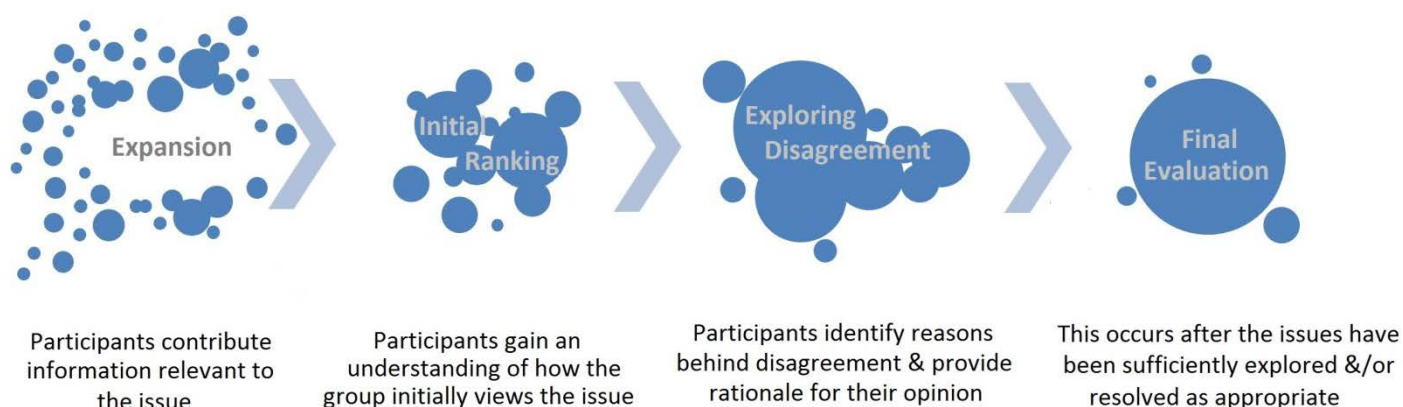 Expansion
Initial
Ranking
Exploring
Disagreement
Final
Evaluation
Participants contribute
information relevant to
the issue
Participants gain an
understanding of how the
group initially views the issue
Participants identify reasons
behind disagreement & provide
rationale for their opinion
This occurs after the issues have
been sufficiently explored &/or
resolved as appropriate